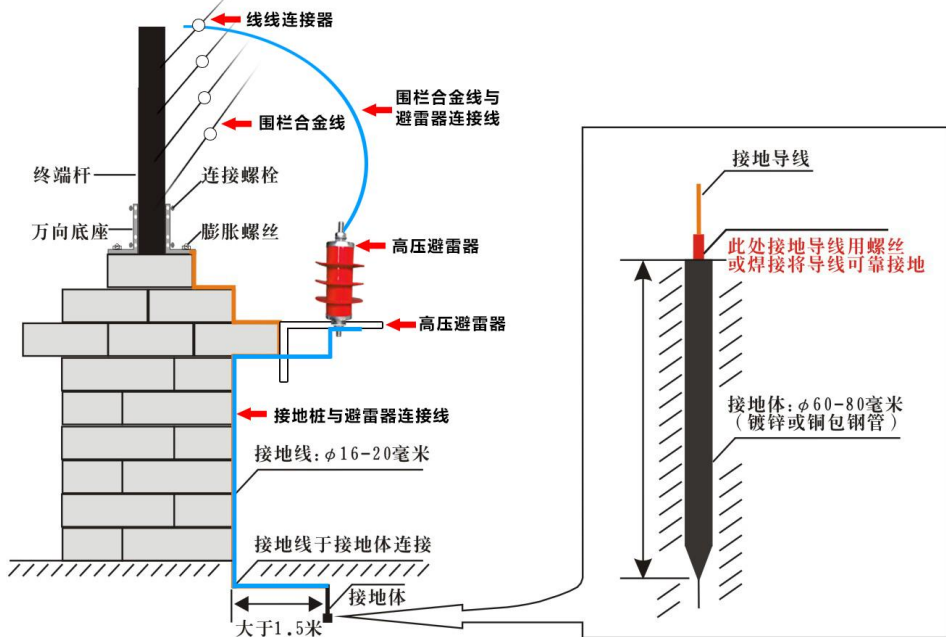 线线连接器
围栏合金线与
避雷器连接线
围栏合金线
终端杆
连接螺栓
万向底座
膨胀螺丝
高压避雷器
高压避雷器
接地桩与避雷器连接线
接地线:φ16-20毫米
接地线于接地体连接
接地体
大于1.5米
接地导线
此处接地导线用螺丝
或焊接将导线可靠接地
接地体:φ60-80毫米
(镀锌或铜包钢管)